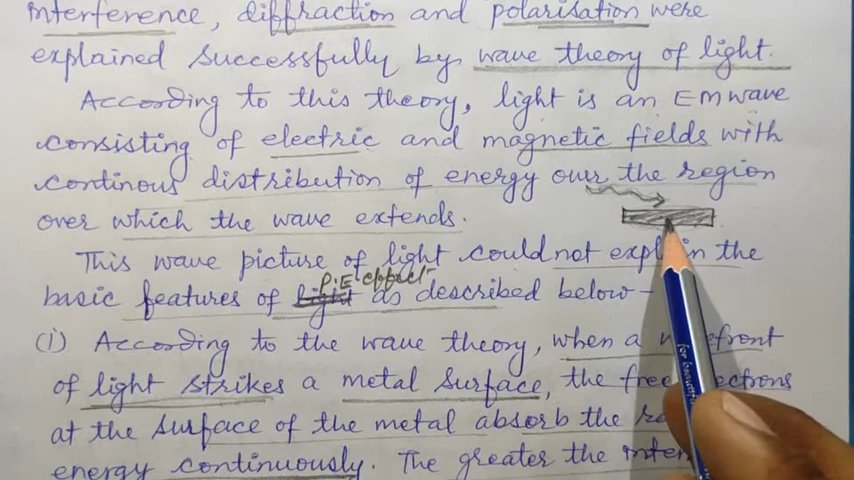 Interference, diffraction and polarisation were
explained successfully by wave theory of light.
According to this theory, light is an EM wave
consisting of electric and magnetic fields with
continous distribution of energy over the region
over which the wave extends.
This wave picture of light could not explain in the
P.E effect
basic features of light as described below-
(i) According to the wave theory, when a front
of light strikes a metal surface, the free
at the surface of the metal absorb the
energy continuously. The greater the
for